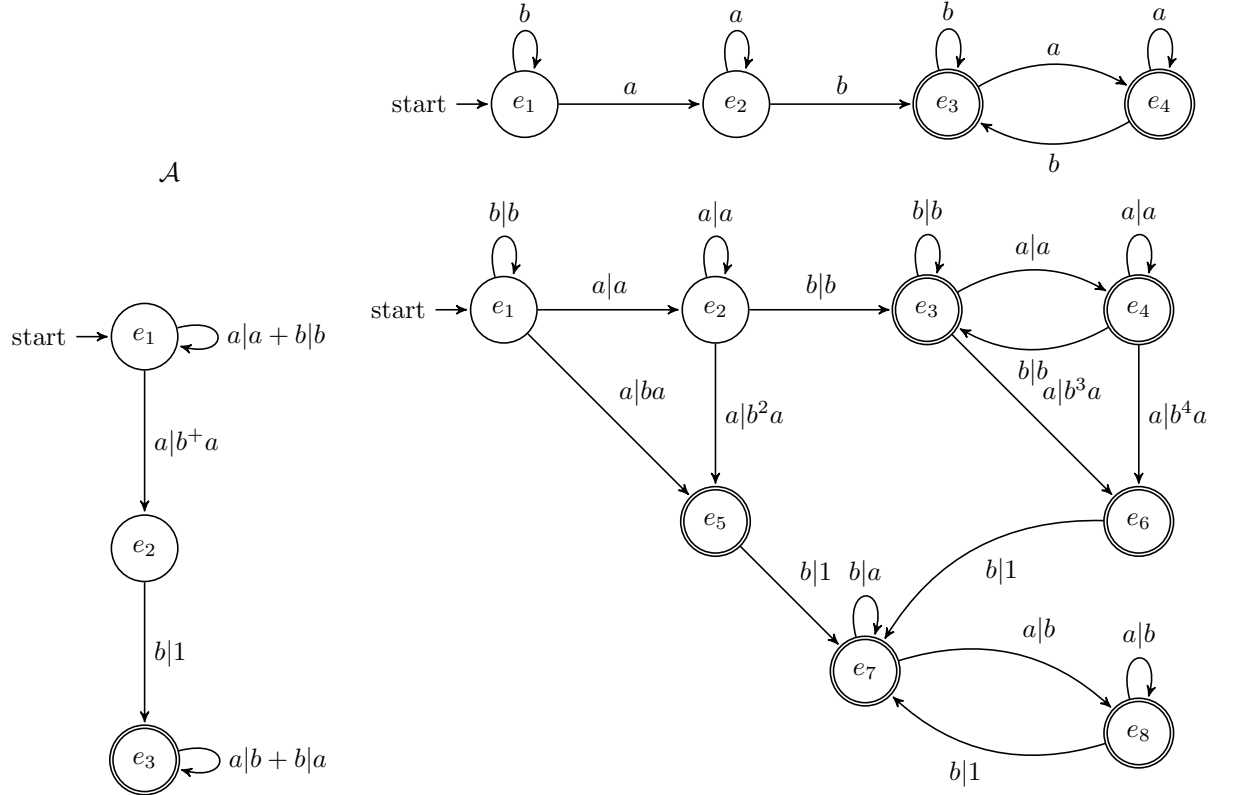 b a b a
start e₁ a e₂ b e₃ a e₄
b
𝒜
b|b a|a b|b a|a
start e₁ a|a e₂ b|b e₃ a|a e₄
b|b
start e₁ a|a + b|b
a|ba a|b²a a|b³a a|b⁴a
a|b⁺a
e₂ e₅ e₆
b|1 b|a b|1
b|1 a|b a|b
e₇
e₃ a|b + b|a e₈
b|1